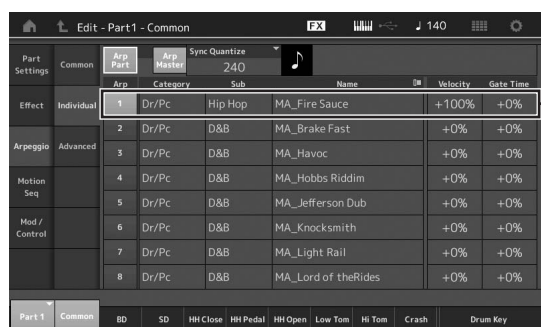 Edit - Part1 - Common FX 140
Part Settings Common Arp Part Arp Master Sync Quantize 240
Arp Category Sub Name Velocity Gate Time
Effect Individual 1 Dr/Pc Hip Hop MA_Fire Sauce +100% +0%
2 Dr/Pc D&B MA_Brake Fast +0% +0%
Arpeggio Advanced 3 Dr/Pc D&B MA_Havoc +0% +0%
Motion Seq 4 Dr/Pc D&B MA_Hobbs Riddim +0% +0%
5 Dr/Pc D&B MA_Jefferson Dub +0% +0%
Mod / Control 6 Dr/Pc D&B MA_Knocksmith +0% +0%
7 Dr/Pc D&B MA_Light Rail +0% +0%
8 Dr/Pc D&B MA_Lord of theRides +0% +0%
Part 1 Common BD SD HH Close HH Pedal HH Open Low Tom Hi Tom Crash Drum Key